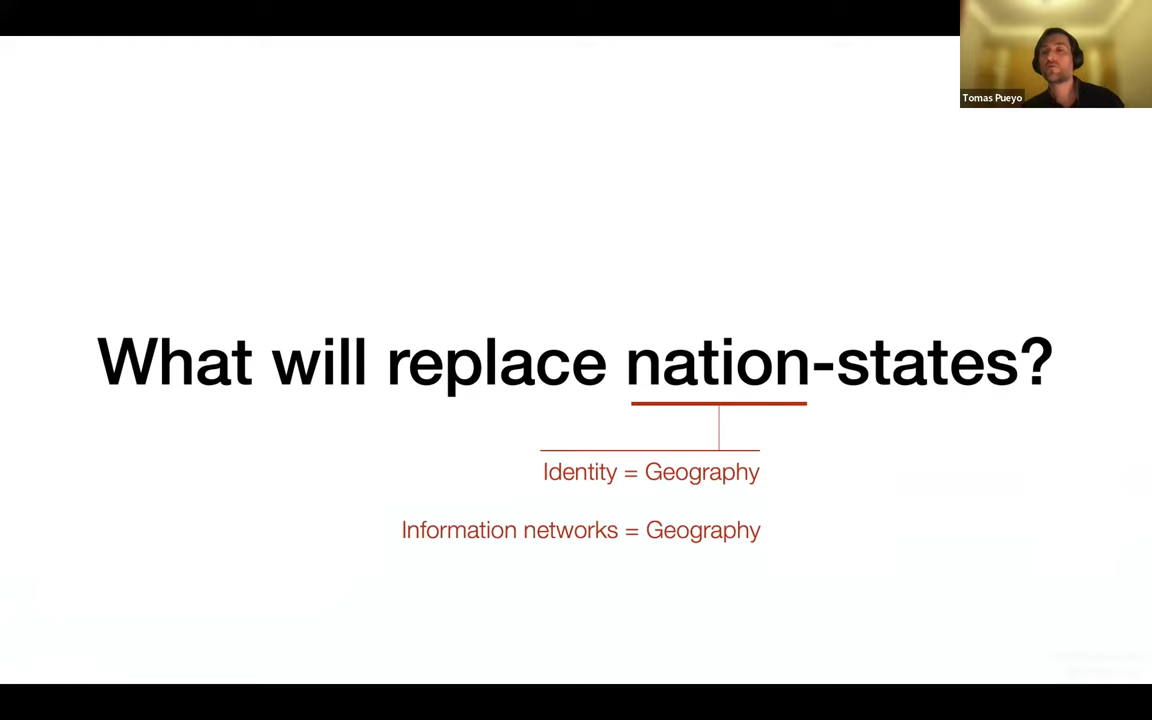 Tomas Pueyo
What will replace nation-states?
Identity = Geography
Information networks = Geography